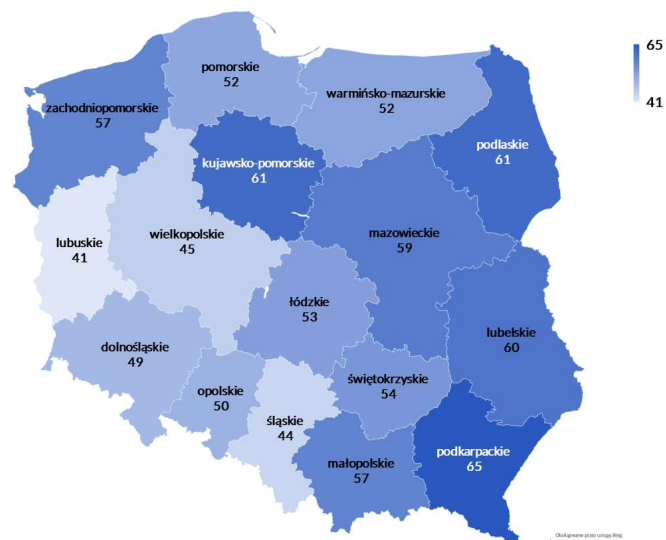 65
41
pomorskie
52
warmińsko-mazurskie
52
zachodniopomorskie
57
podlaskie
61
kujawsko-pomorskie
61
lubuskie
41
wielkopolskie
45
mazowieckie
59
łódzkie
53
lubelskie
60
dolnośląskie
49
opolskie
50
śląskie
44
świętokrzyskie
54
małopolskie
57
podkarpackie
65
Obsługiwane przez usługę Bing